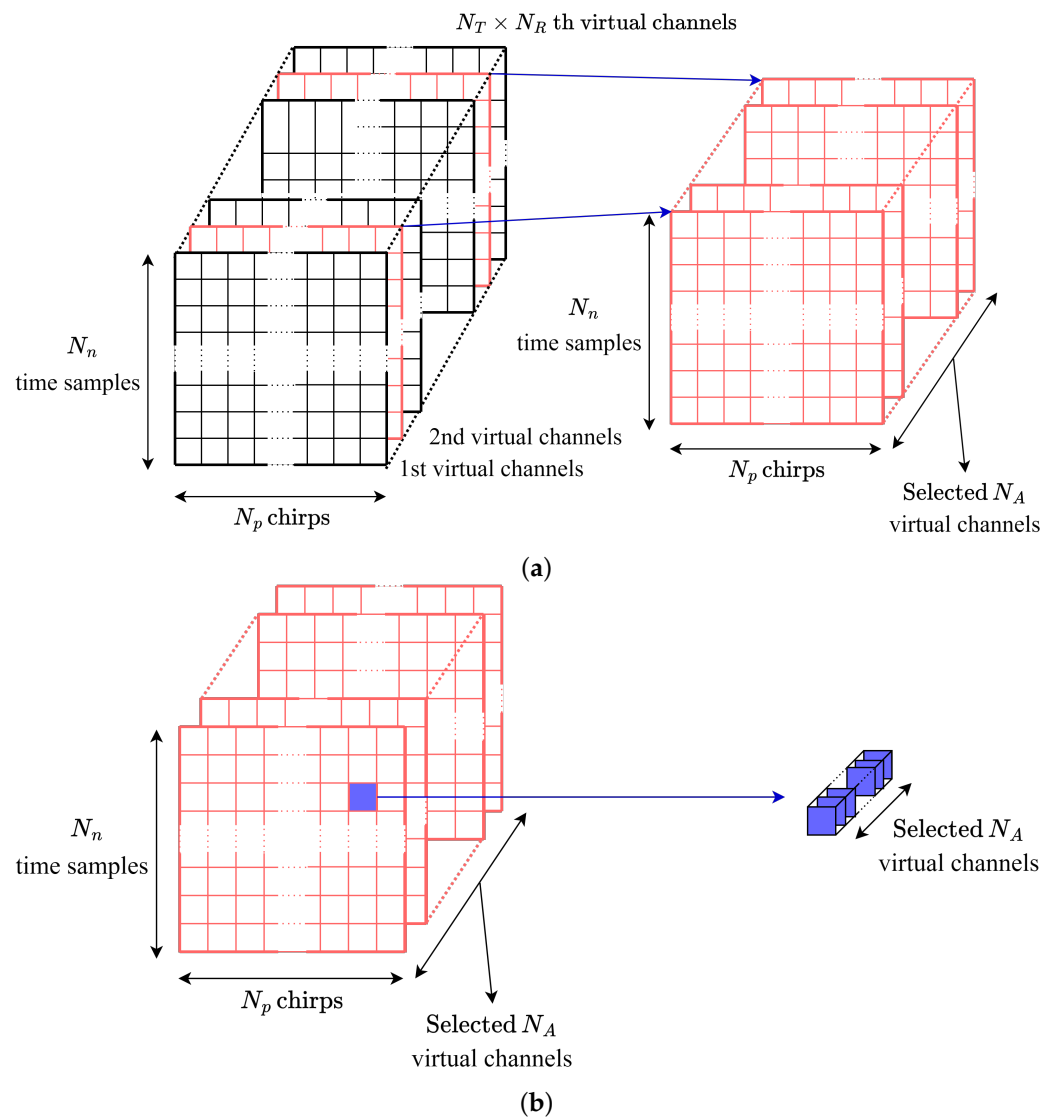 N_T × N_R th virtual channels
N_n
time samples
N_n
time samples
2nd virtual channels
1st virtual channels
N_p chirps
N_p chirps
Selected N_A
virtual channels
(a)
N_n
time samples
Selected N_A
virtual channels
N_p chirps
Selected N_A
virtual channels
(b)